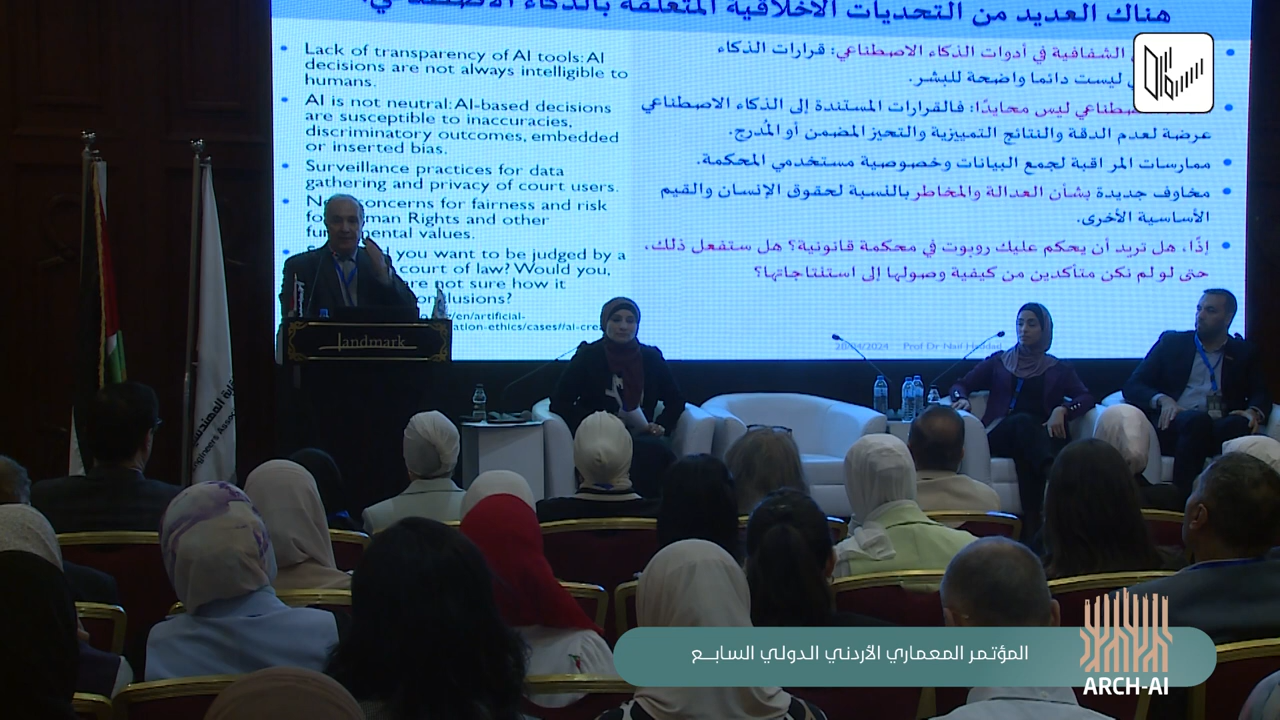 هناك العديد من التحديات الأخلاقية المتعلقة بالذكاء الاصطناعي.
• Lack of transparency of AI tools: AI
decisions are not always intelligible to
humans.
• AI is not neutral: AI-based decisions
are susceptible to inaccuracies,
discriminatory outcomes, embedded
or inserted bias.
• Surveillance practices for data
gathering and privacy of court users.
concerns for fairness and risk
Rights and other
values.
you want to be judged by a
court of law? Would you,
not sure how it
الشفافية في أدوات الذكاء الاصطناعي: قرارات الذكاء
ليست دائما واضحة للبشر.
ليس محايدًا: فالقرارات المستندة إلى الذكاء الاصطناعي
عرضة لعدم الدقة والنتائج التمييزية والتحيز المضمن أو المُدرج.
• ممارسات المراقبة لجمع البيانات وخصوصية مستخدمي المحكمة.
• مخاوف جديدة بشأن العدالة والمخاطر بالنسبة لحقوق الإنسان والقيم
الأساسية الأخرى.
• إذًا، هل تريد أن يحكم عليك روبوت في محكمة قانونية؟ هل ستفعل ذلك،
حتى لو لم نكن متأكدين من كيفية وصولها إلى استنتاجاتها؟
28/04/2024 Prof Dr Naif Haddad
landmark
المؤتمر المعماري الأردني الدولي السابع
ARCH-AI